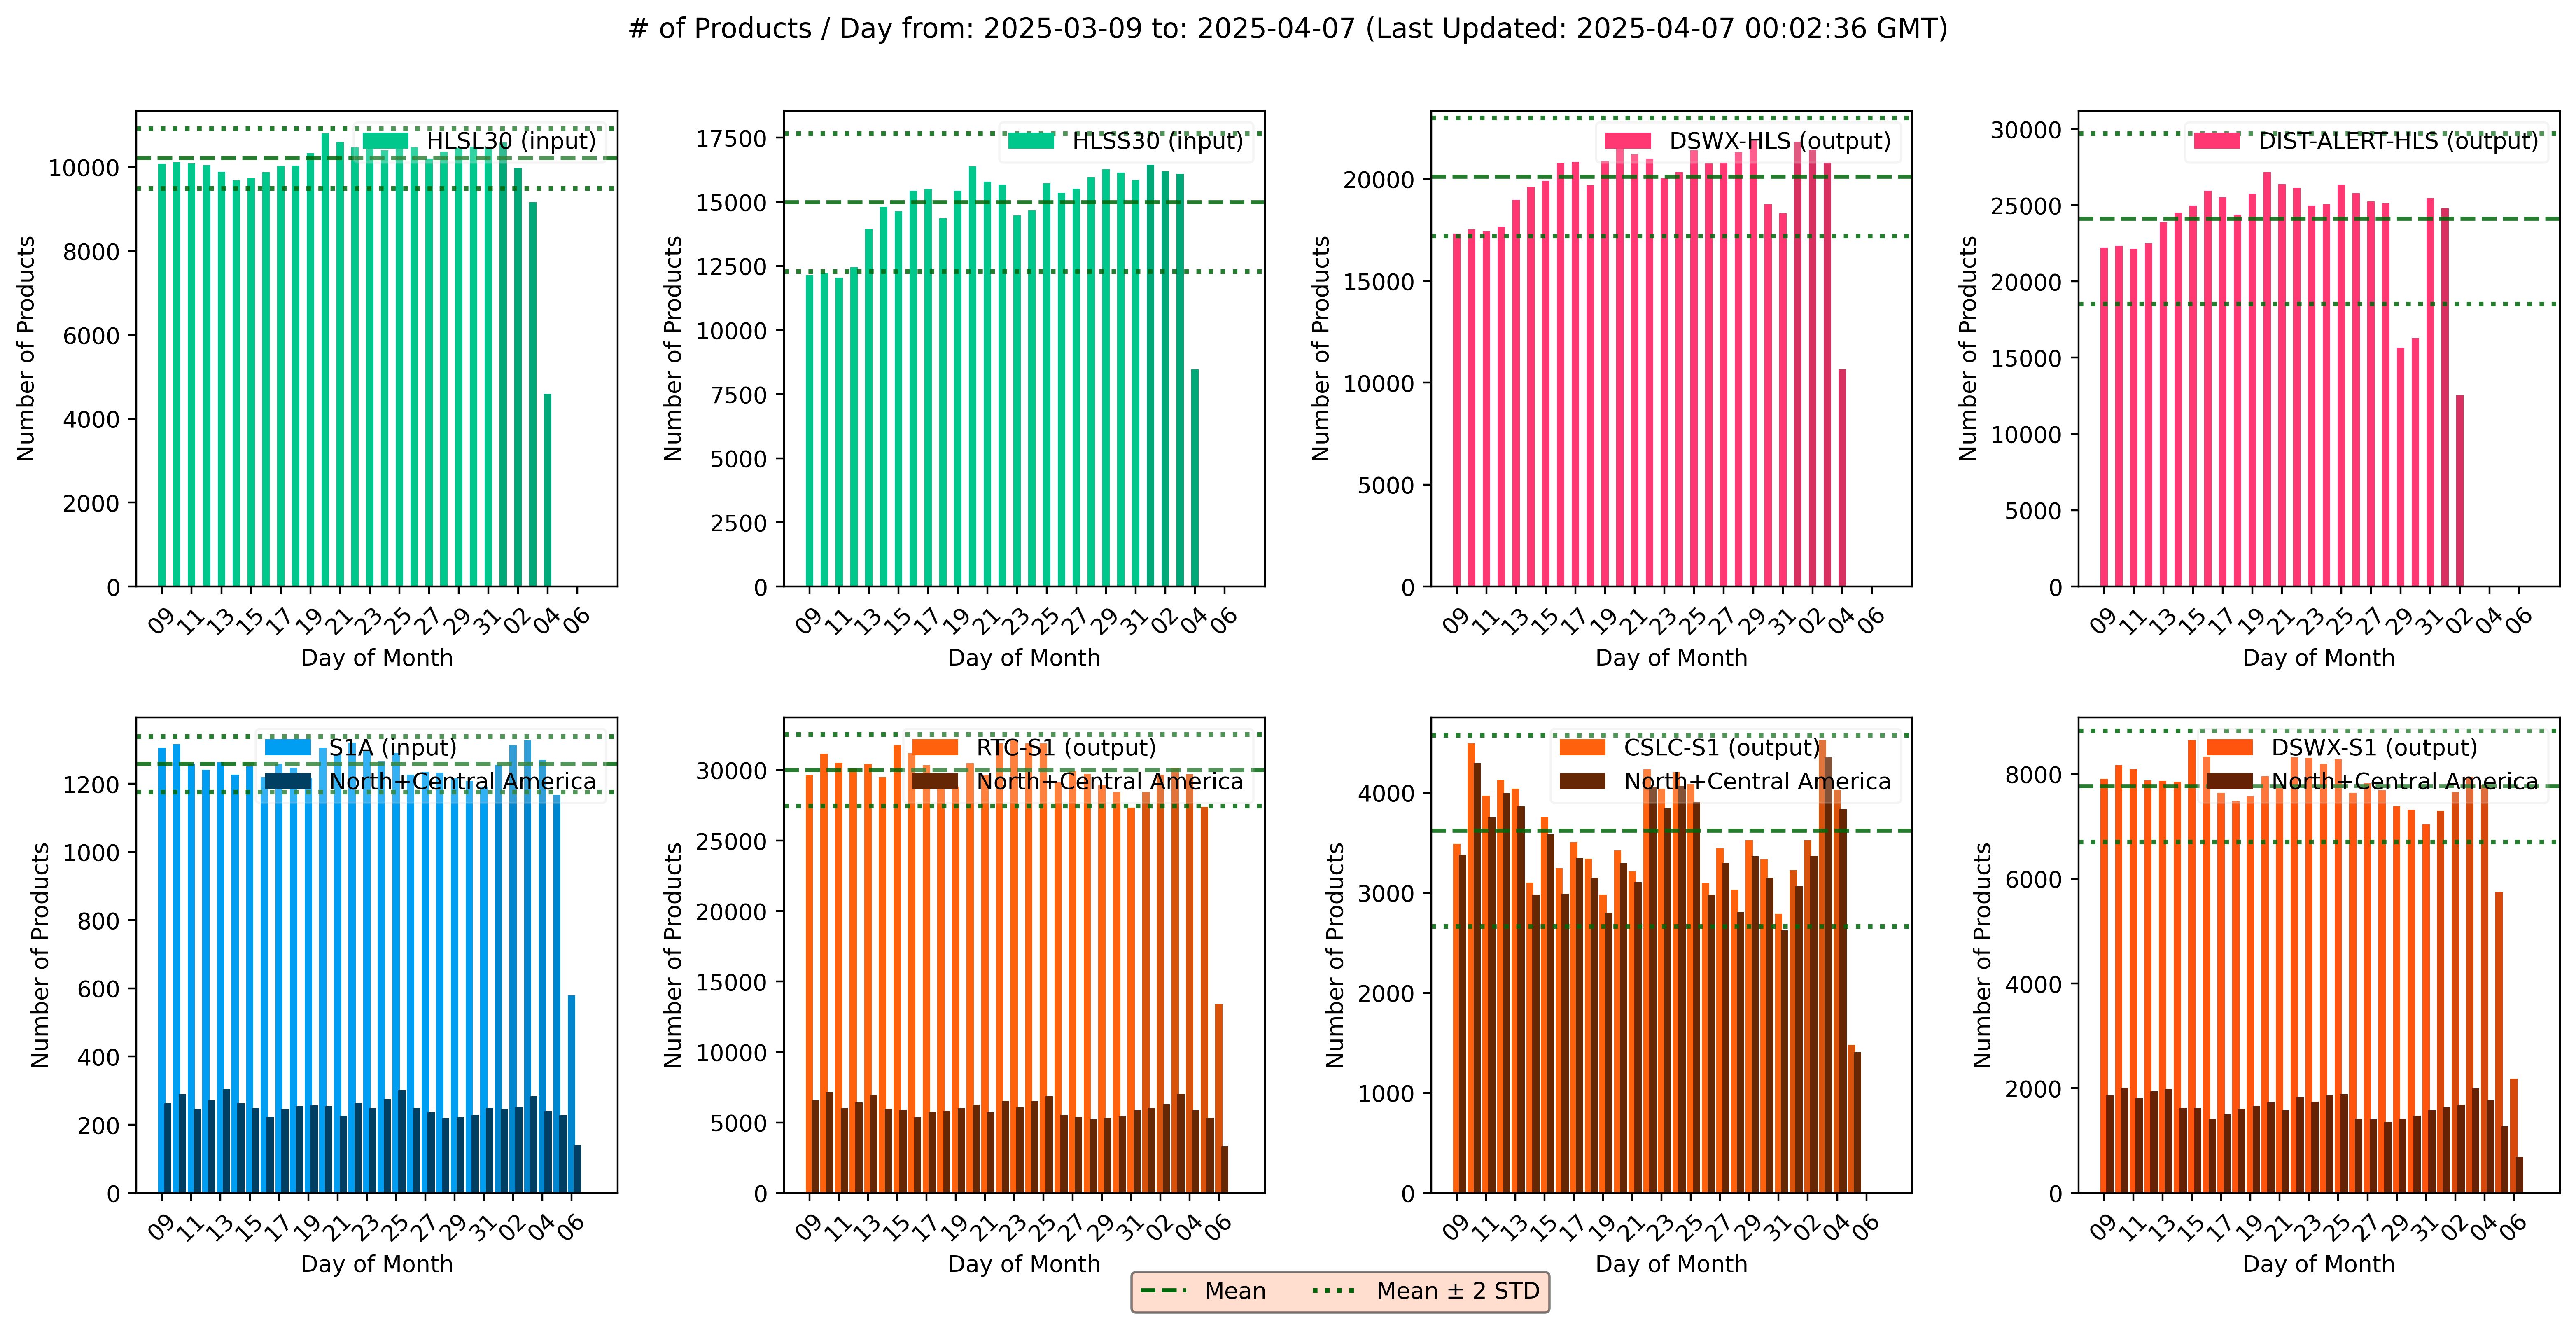 # of Products / Day from: 2025-03-09 to: 2025-04-07 (Last Updated: 2025-04-07 00:02:36 GMT)
HLSL30 (input)
Number of Products
10000
8000
6000
4000
2000
0
09 11 13 15 17 19 21 23 25 27 29 31 02 04 06
Day of Month
HLSS30 (input)
Number of Products
17500
15000
12500
10000
7500
5000
2500
0
09 11 13 15 17 19 21 23 25 27 29 31 02 04 06
Day of Month
DSWX-HLS (output)
Number of Products
20000
15000
10000
5000
0
09 11 13 15 17 19 21 23 25 27 29 31 02 04 06
Day of Month
DIST-ALERT-HLS (output)
Number of Products
30000
25000
20000
15000
10000
5000
0
09 11 13 15 17 19 21 23 25 27 29 31 02 04 06
Day of Month
S1A (input)
North+Central America
Number of Products
1200
1000
800
600
400
200
0
09 11 13 15 17 19 21 23 25 27 29 31 02 04 06
Day of Month
RTC-S1 (output)
North+Central America
Number of Products
30000
25000
20000
15000
10000
5000
0
09 11 13 15 17 19 21 23 25 27 29 31 02 04 06
Day of Month
CSLC-S1 (output)
North+Central America
Number of Products
4000
3000
2000
1000
0
09 11 13 15 17 19 21 23 25 27 29 31 02 04 06
Day of Month
DSWX-S1 (output)
North+Central America
Number of Products
8000
6000
4000
2000
0
09 11 13 15 17 19 21 23 25 27 29 31 02 04 06
Day of Month
Mean
Mean ± 2 STD